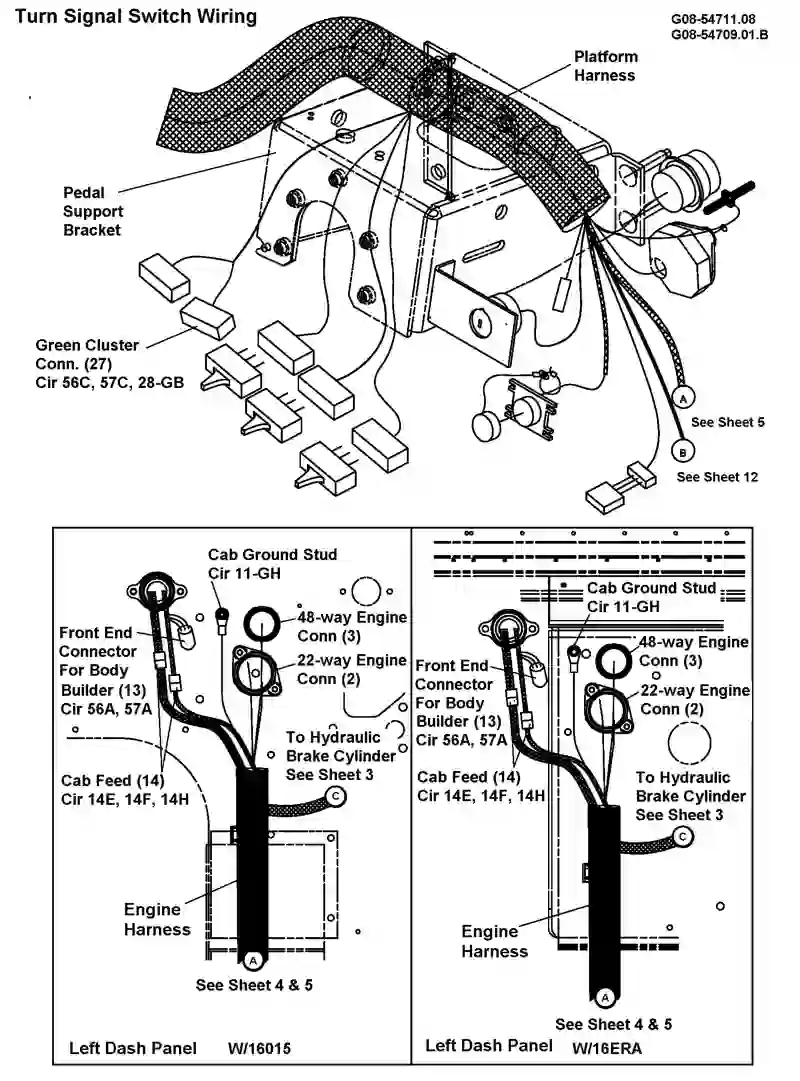 Turn Signal Switch Wiring
G08-54711.08
G08-54709.01.B
Platform
Harness
Pedal
Support
Bracket
Green Cluster
Conn. (27)
Cir 56C, 57C, 28-GB
A
See Sheet 5
B
See Sheet 12
Cab Ground Stud
Cir 11-GH
48-way Engine
Conn (3)
Front End
Connector
For Body
Builder (13)
Cir 56A, 57A
22-way Engine
Conn (2)
To Hydraulic
Brake Cylinder
See Sheet 3
Cab Feed (14)
Cir 14E, 14F, 14H
C
Engine
Harness
A
See Sheet 4 & 5
Left Dash Panel W/16015
Cab Ground Stud
Cir 11-GH
48-way Engine
Conn (3)
Front End
Connector
For Body
Builder (13)
Cir 56A, 57A
22-way Engine
Conn (2)
To Hydraulic
Brake Cylinder
See Sheet 3
Cab Feed (14)
Cir 14E, 14F, 14H
C
Engine
Harness
A
See Sheet 4 & 5
Left Dash Panel W/16ERA